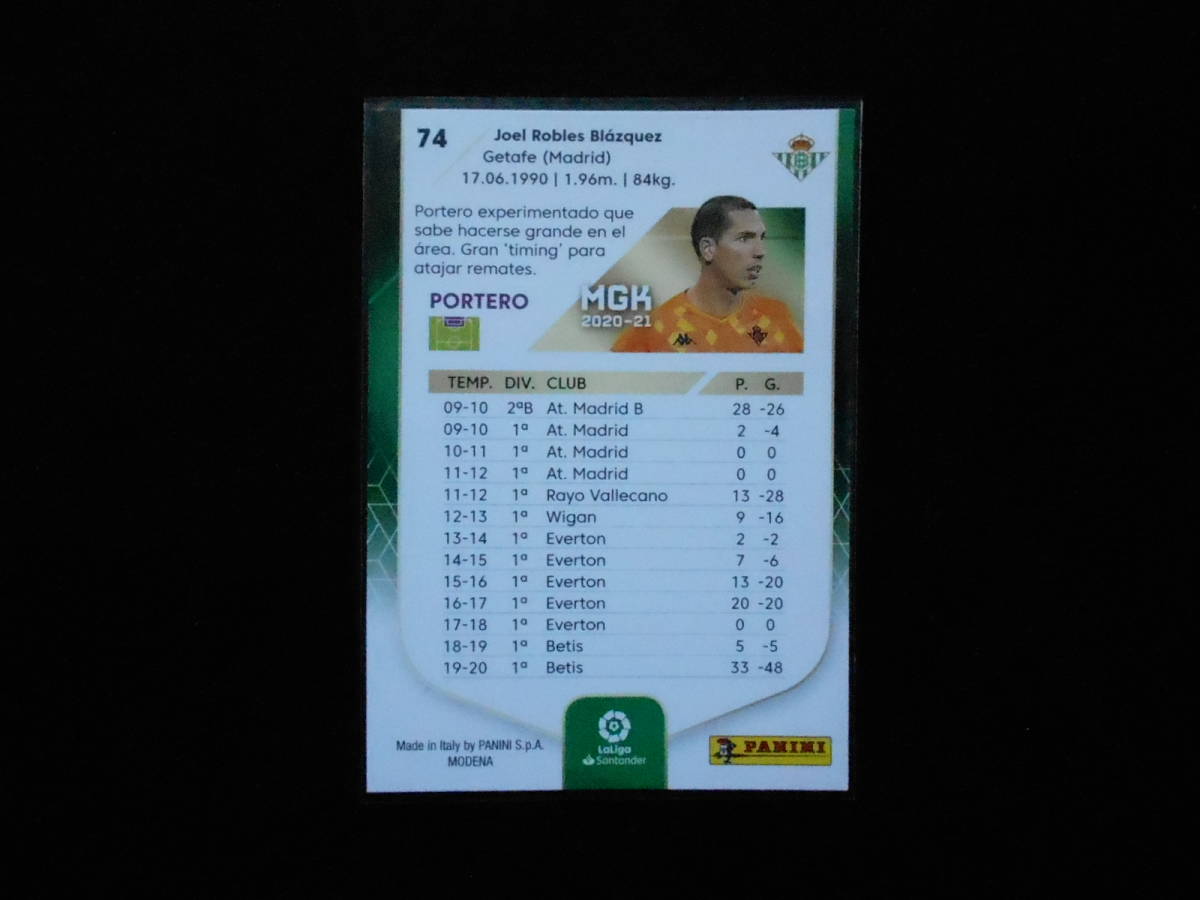 74
Joel Robles Blázquez
Getafe (Madrid)
17.06.1990 | 1.96m. | 84kg.
Portero experimentado que
sabe hacerse grande en el
área. Gran 'timing' para
atajar remates.
PORTERO
MGK
2020-21
TEMP. DIV. CLUB P. G.
09-10 2ªB At. Madrid B 28 -26
09-10 1ª At. Madrid 2 -4
10-11 1ª At. Madrid 0 0
11-12 1ª At. Madrid 0 0
11-12 1ª Rayo Vallecano 13 -28
12-13 1ª Wigan 9 -16
13-14 1ª Everton 2 -2
14-15 1ª Everton 7 -6
15-16 1ª Everton 13 -20
16-17 1ª Everton 20 -20
17-18 1ª Everton 0 0
18-19 1ª Betis 5 -5
19-20 1ª Betis 33 -48
Made in Italy by PANINI S.p.A.
MODENA
LaLiga
Santander
PANINI